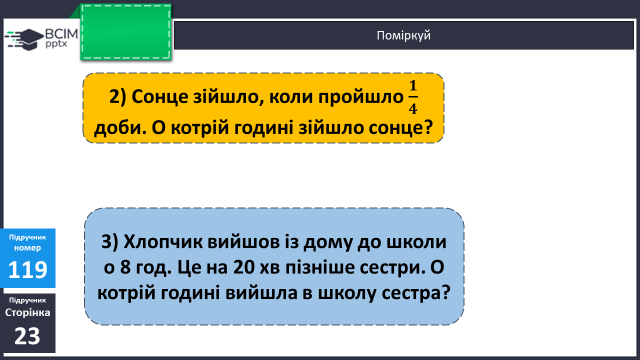 ВСІМ
pptx
Поміркуй
2) Сонце зійшло, коли пройшло 1/4
доби. О котрій годині зійшло сонце?
3) Хлопчик вийшов із дому до школи
о 8 год. Це на 20 хв пізніше сестри. О
котрій годині вийшла в школу сестра?
Підручник
номер
119
Підручник
Сторінка
23